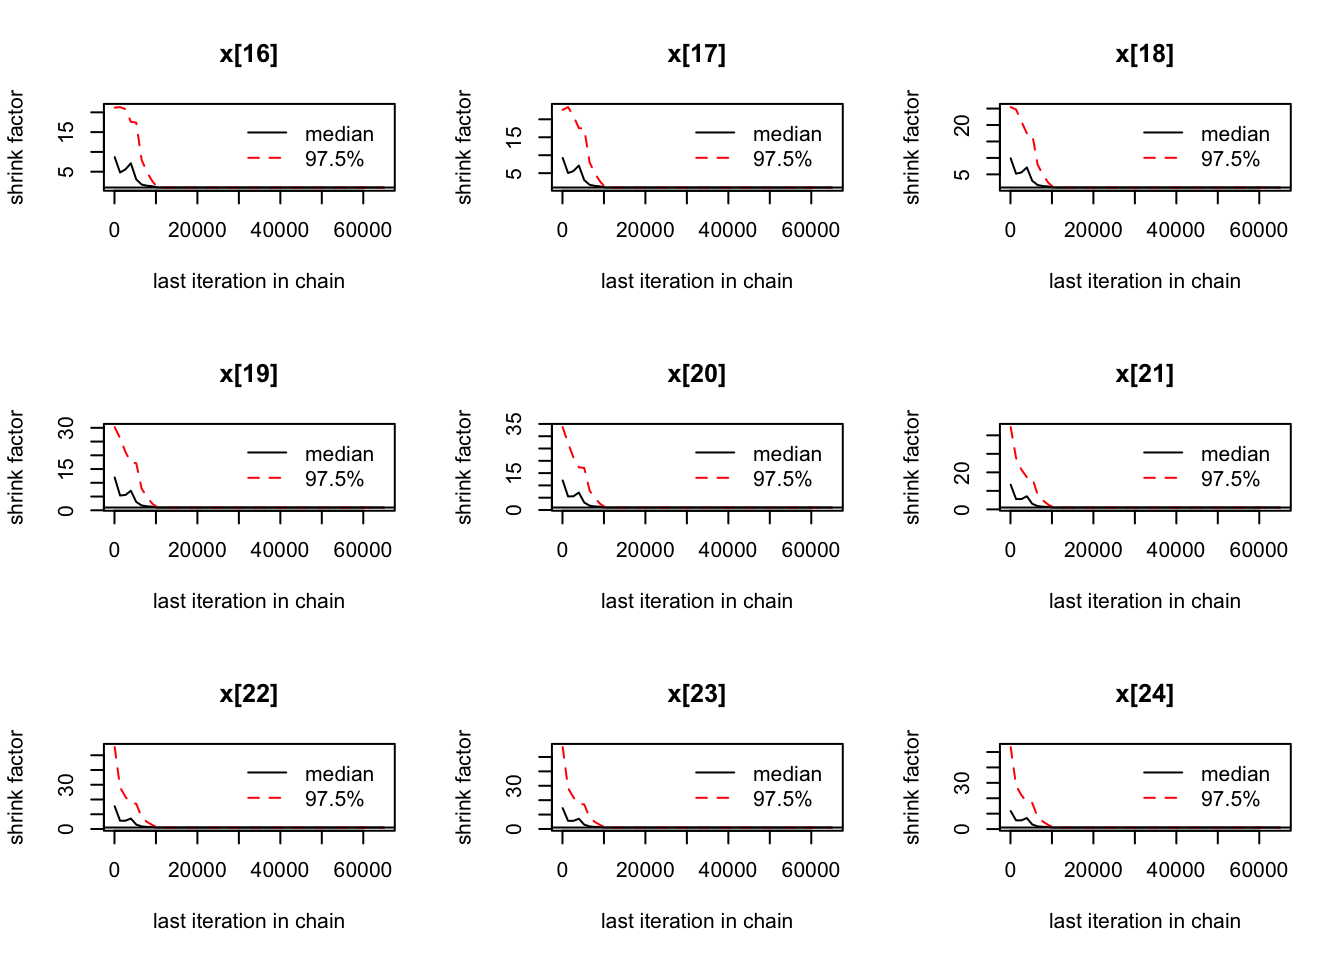 x[16]
shrink factor
5 15
median
97.5%
0 20000 40000 60000
last iteration in chain
x[17]
shrink factor
5 15
median
97.5%
0 20000 40000 60000
last iteration in chain
x[18]
shrink factor
5 20
median
97.5%
0 20000 40000 60000
last iteration in chain
x[19]
shrink factor
0 15 30
median
97.5%
0 20000 40000 60000
last iteration in chain
x[20]
shrink factor
0 15 35
median
97.5%
0 20000 40000 60000
last iteration in chain
x[21]
shrink factor
0 20
median
97.5%
0 20000 40000 60000
last iteration in chain
x[22]
shrink factor
0 30
median
97.5%
0 20000 40000 60000
last iteration in chain
x[23]
shrink factor
0 30
median
97.5%
0 20000 40000 60000
last iteration in chain
x[24]
shrink factor
0 30
median
97.5%
0 20000 40000 60000
last iteration in chain